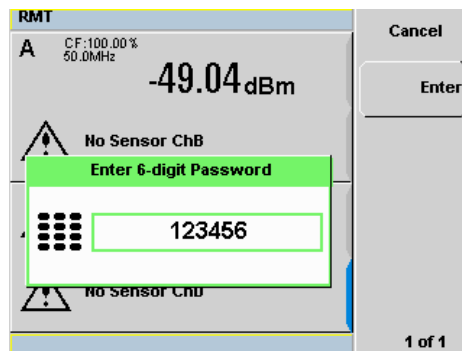 RMT
Cancel
A CF:100.00%
50.0MHz
-49.04dBm
Enter
No Sensor ChB
Enter 6-digit Password
123456
No Sensor ChD
1 of 1